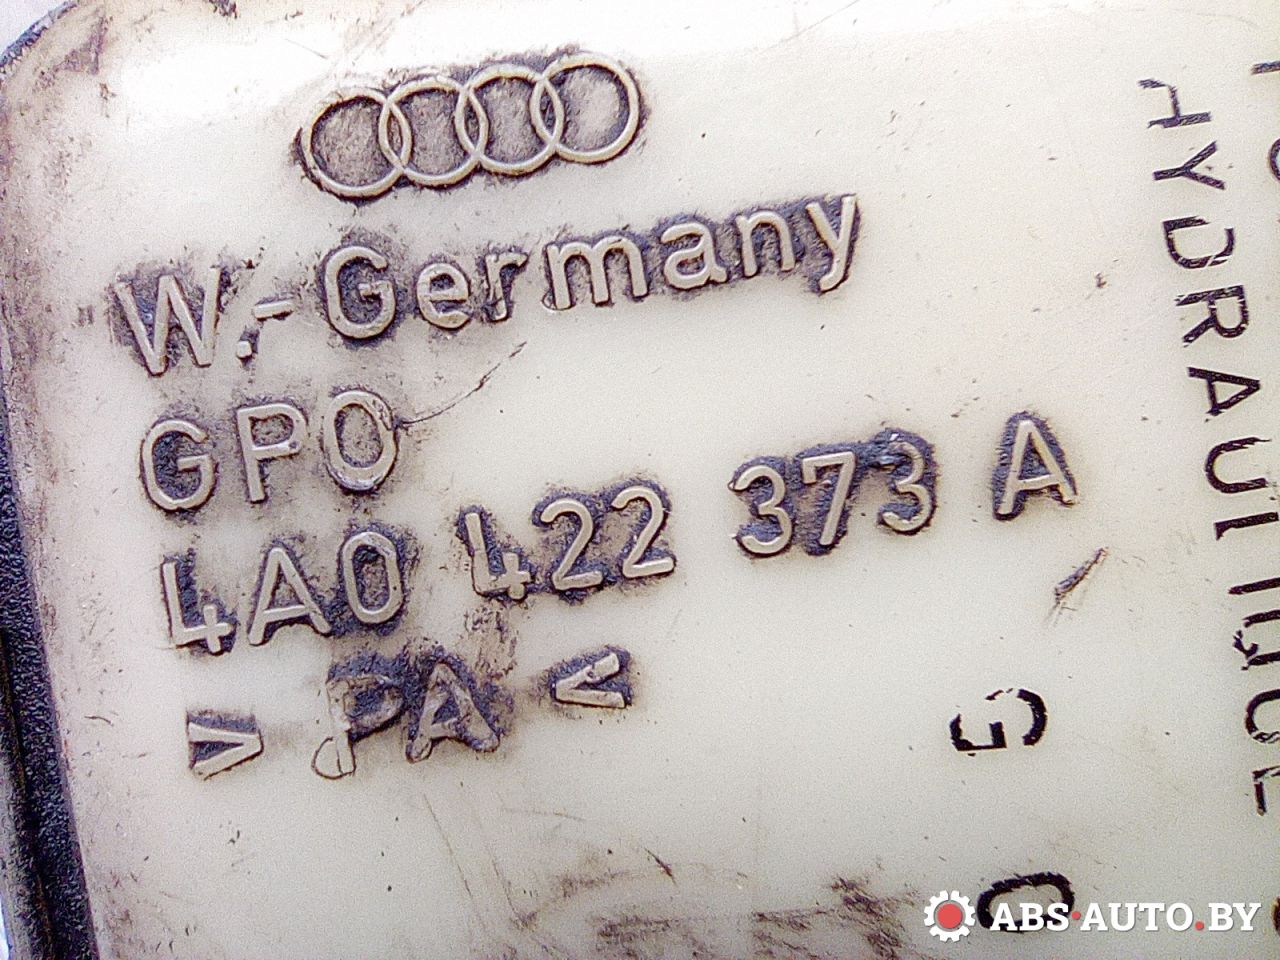 W.-Germany
GPO
4A0 422 373 A
> PA <
HYDRAULIQUE
ABS·AUTO.BY